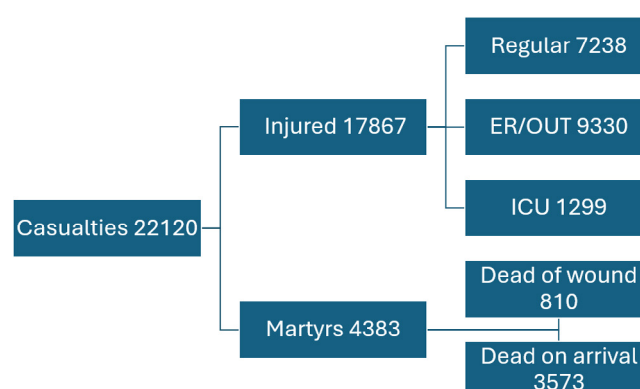 Casualties 22120
Injured 17867
Regular 7238
ER/OUT 9330
ICU 1299
Martyrs 4383
Dead of wound
810
Dead on arrival
3573